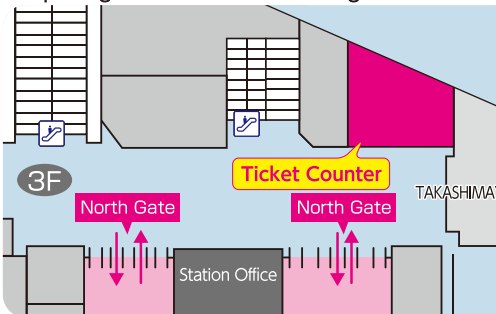 3F
Ticket Counter
TAKASHIMA
North Gate
North Gate
Station Office